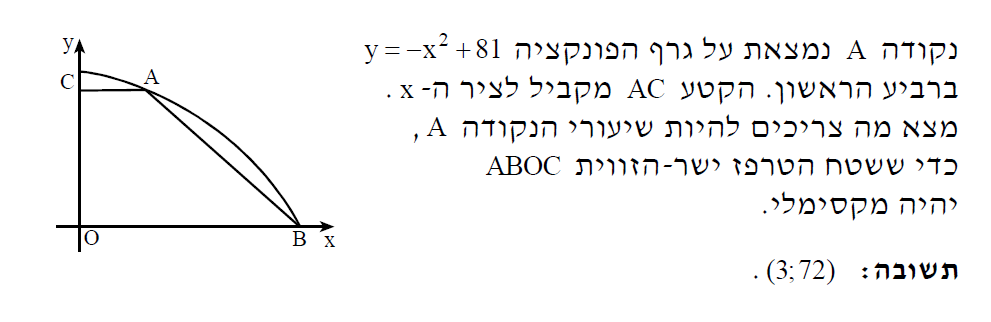 נקודה A נמצאת על גרף הפונקציה y = −x² + 81
ברביע הראשון. הקטע AC מקביל לציר ה- x .
מצא מה צריכים להיות שיעורי הנקודה A ,
כדי ששטח הטרפז ישר-הזווית ABOC
יהיה מקסימלי.
תשובה: (3;72) .
y
C
A
O
B
x